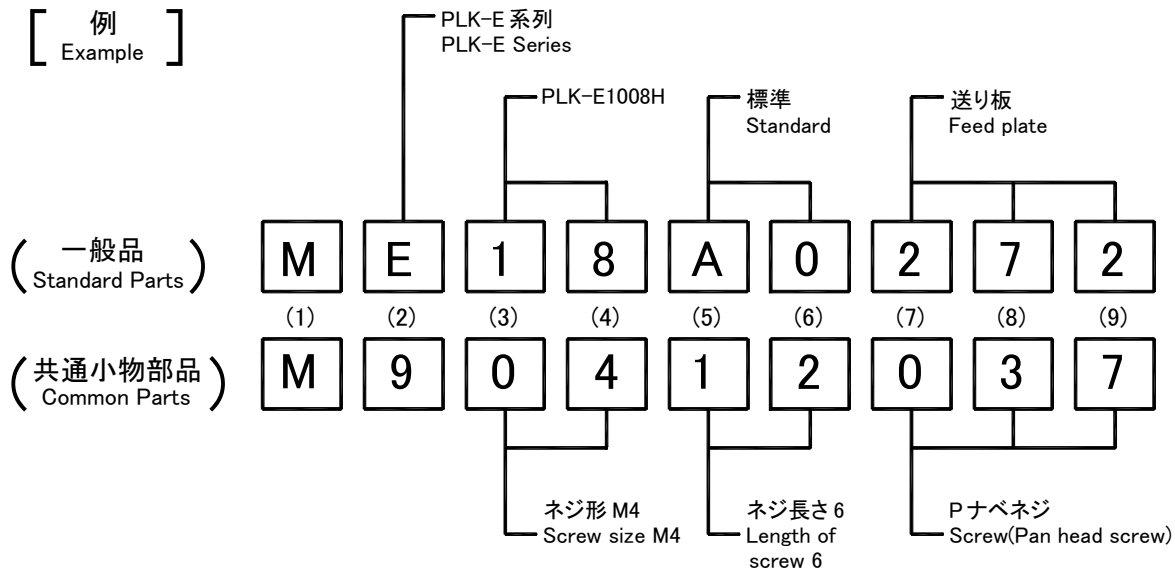 [ 例
Example ]
PLK-E 系列
PLK-E Series
PLK-E1008H
標準
Standard
送り板
Feed plate
( 一般品
Standard Parts )
M E 1 8 A 0 2 7 2
(1) (2) (3) (4) (5) (6) (7) (8) (9)
( 共通小物部品
Common Parts )
M 9 0 4 1 2 0 3 7
ネジ形 M4
Screw size M4
ネジ長さ 6
Length of
screw 6
Pナベネジ
Screw(Pan head screw)